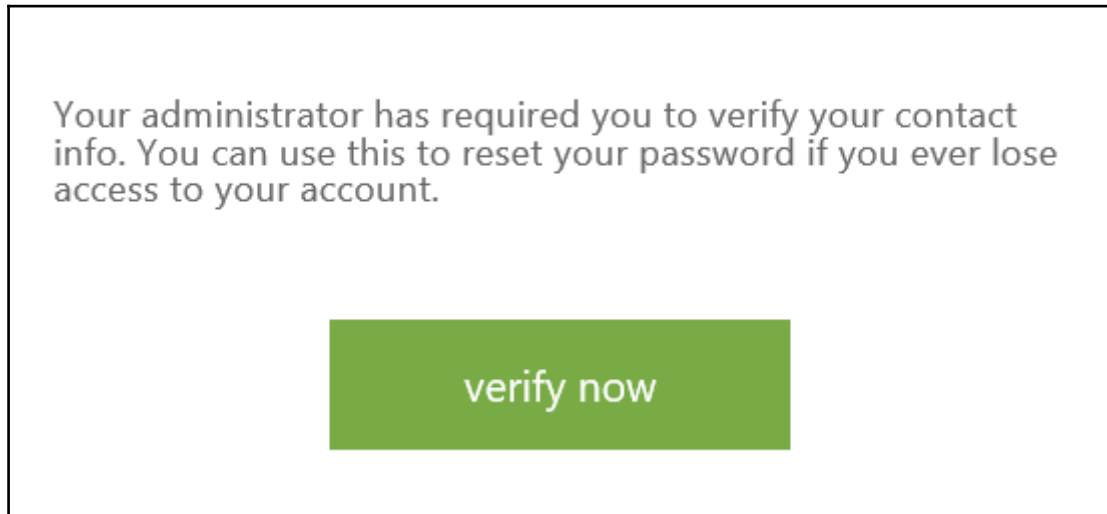 Your administrator has required you to verify your contact
info. You can use this to reset your password if you ever lose
access to your account.
verify now